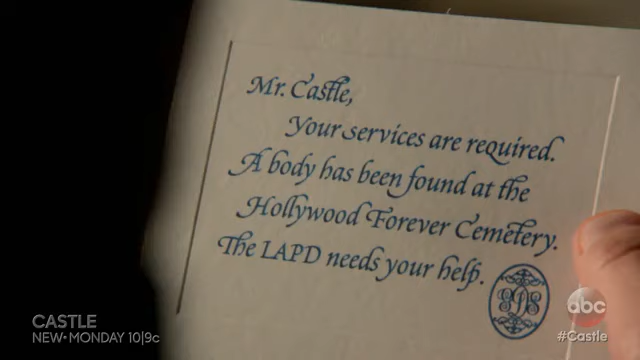 Mr. Castle,
Your services are required.
A body has been found at the
Hollywood Forever Cemetery.
The LAPD needs your help.
CASTLE
NEW• MONDAY 10|9c
abc
#Castle